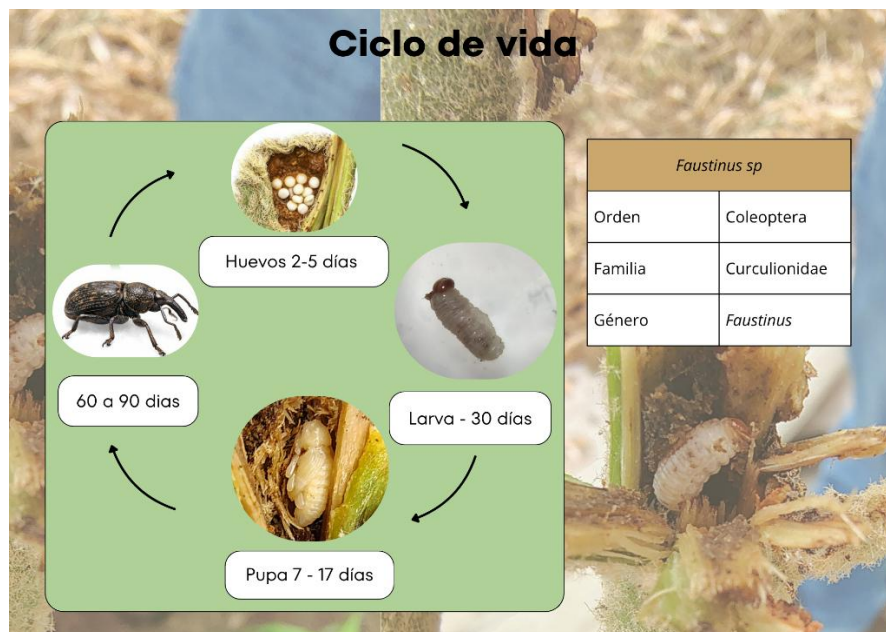 Ciclo de vida
Huevos 2-5 días
Larva - 30 días
Pupa 7 - 17 días
60 a 90 dias
Faustinus sp
Orden Coleoptera
Familia Curculionidae
Género Faustinus